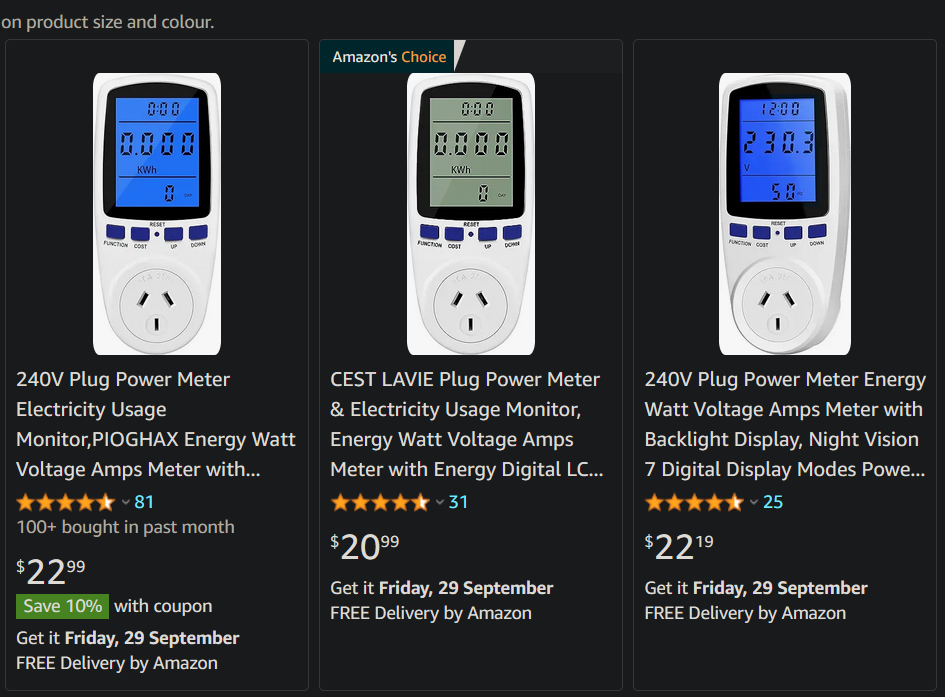 on product size and colour.
0:00
0.000
KWh
0
DAY
RESET
FUNCTION COST UP DOWN
240V Plug Power Meter
Electricity Usage
Monitor,PIOGHAX Energy Watt
Voltage Amps Meter with...
81
100+ bought in past month
$22.99
Save 10% with coupon
Get it Friday, 29 September
FREE Delivery by Amazon
Amazon's Choice
0:00
0.000
KWh
0
DAY
RESET
FUNCTION COST UP DOWN
CEST LAVIE Plug Power Meter
& Electricity Usage Monitor,
Energy Watt Voltage Amps
Meter with Energy Digital LC...
31
$20.99
Get it Friday, 29 September
FREE Delivery by Amazon
12:00
230.3
V
50
RESET
FUNCTION COST UP DOWN
240V Plug Power Meter Energy
Watt Voltage Amps Meter with
Backlight Display, Night Vision
7 Digital Display Modes Powe...
25
$22.19
Get it Friday, 29 September
FREE Delivery by Amazon